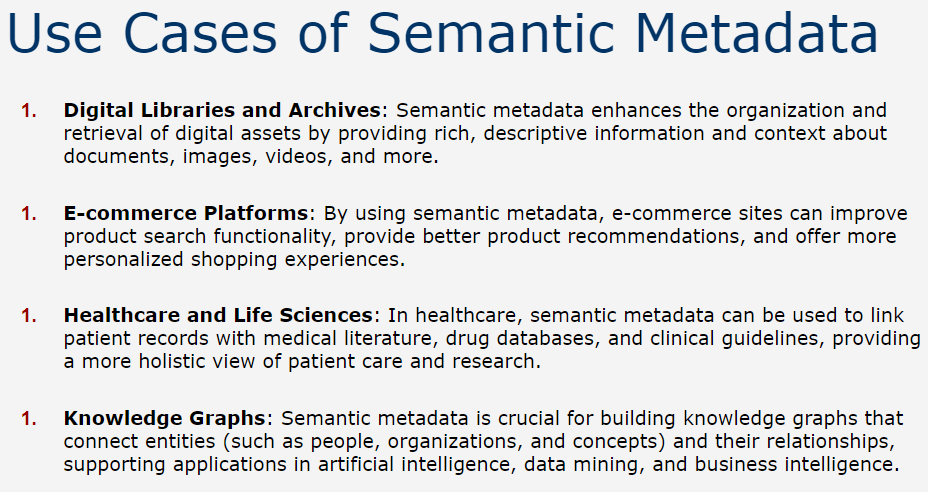 Use Cases of Semantic Metadata
1. Digital Libraries and Archives: Semantic metadata enhances the organization and
retrieval of digital assets by providing rich, descriptive information and context about
documents, images, videos, and more.
1. E-commerce Platforms: By using semantic metadata, e-commerce sites can improve
product search functionality, provide better product recommendations, and offer more
personalized shopping experiences.
1. Healthcare and Life Sciences: In healthcare, semantic metadata can be used to link
patient records with medical literature, drug databases, and clinical guidelines, providing
a more holistic view of patient care and research.
1. Knowledge Graphs: Semantic metadata is crucial for building knowledge graphs that
connect entities (such as people, organizations, and concepts) and their relationships,
supporting applications in artificial intelligence, data mining, and business intelligence.